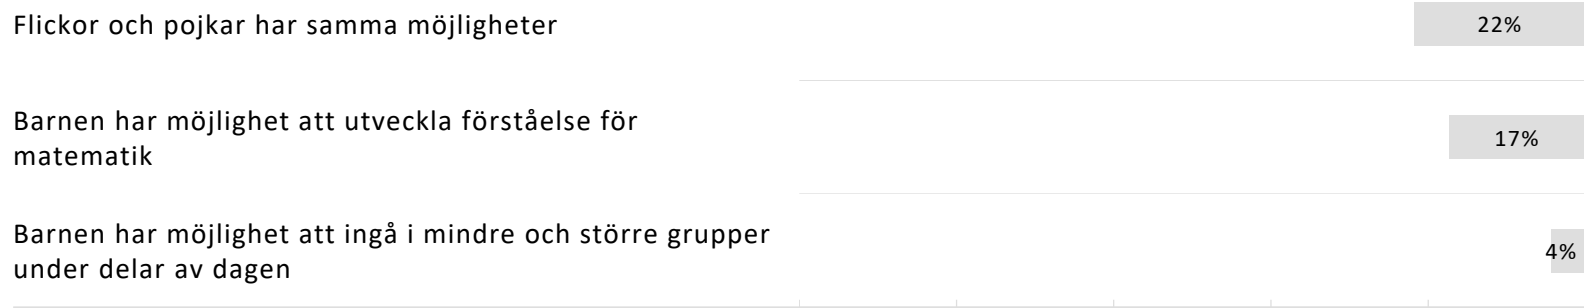 Flickor och pojkar har samma möjligheter 22%
Barnen har möjlighet att utveckla förståelse för
matematik 17%
Barnen har möjlighet att ingå i mindre och större grupper
under delar av dagen 4%